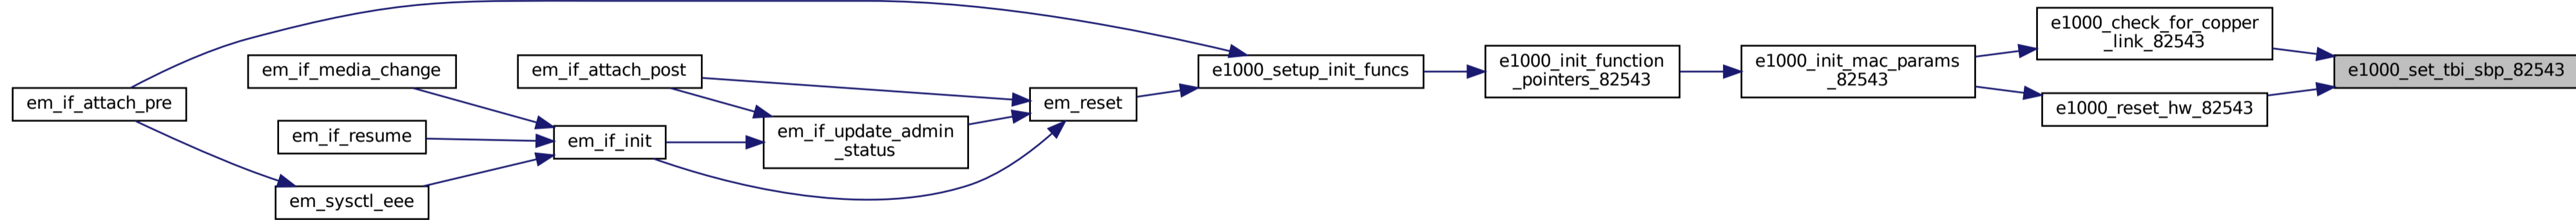 em_if_attach_pre
em_if_media_change
em_if_resume
em_sysctl_eee
em_if_attach_post
em_if_init
em_if_update_admin
_status
em_reset
e1000_setup_init_funcs
e1000_init_function
_pointers_82543
e1000_init_mac_params
_82543
e1000_check_for_copper
_link_82543
e1000_reset_hw_82543
e1000_set_tbi_sbp_82543